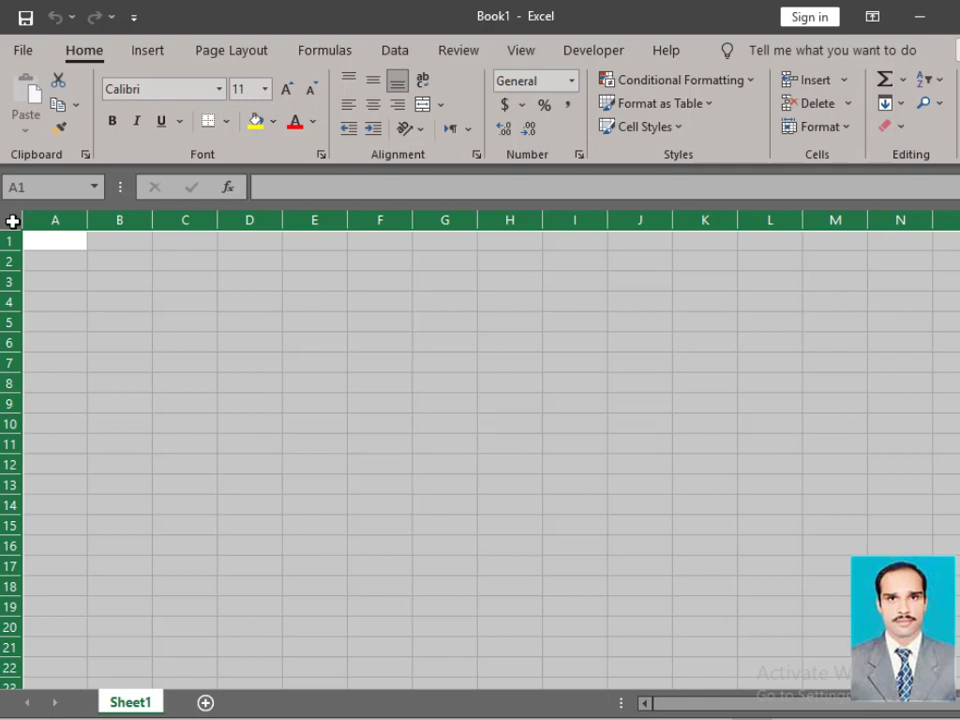 Book1 - Excel
Sign in
File Home Insert Page Layout Formulas Data Review View Developer Help Tell me what you want to do
Paste
Calibri 11
General
Conditional Formatting
Format as Table
Cell Styles
Insert
Delete
Format
Clipboard Font Alignment Number Styles Cells Editing
A1
A B C D E F G H I J K L M N
1
2
3
4
5
6
7
8
9
10
11
12
13
14
15
16
17
18
19
20
21
22
23
Activate W
Go to Setting
Sheet1